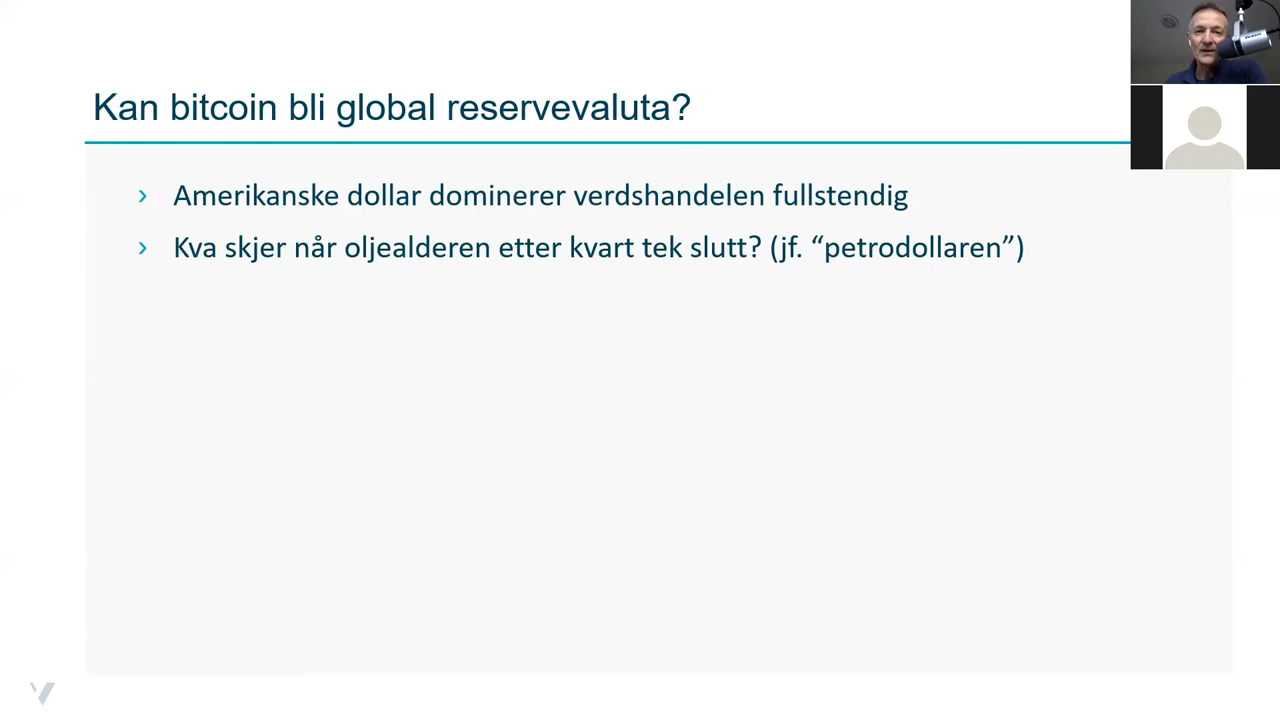 Kan bitcoin bli global reservevaluta?
› Amerikanske dollar dominerer verdshandelen fullstendig
› Kva skjer når oljealderen etter kvart tek slutt? (jf. “petrodollaren”)